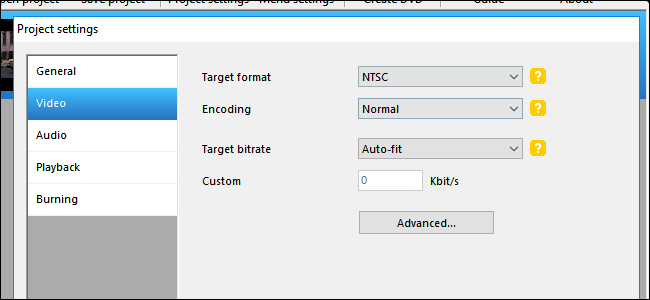 pen project Save project Project settings Menu settings Create DVD Guide About
Project settings
General
Video
Audio
Playback
Burning
Target format NTSC ?
Encoding Normal ?
Target bitrate Auto-fit ?
Custom 0 Kbit/s
Advanced...